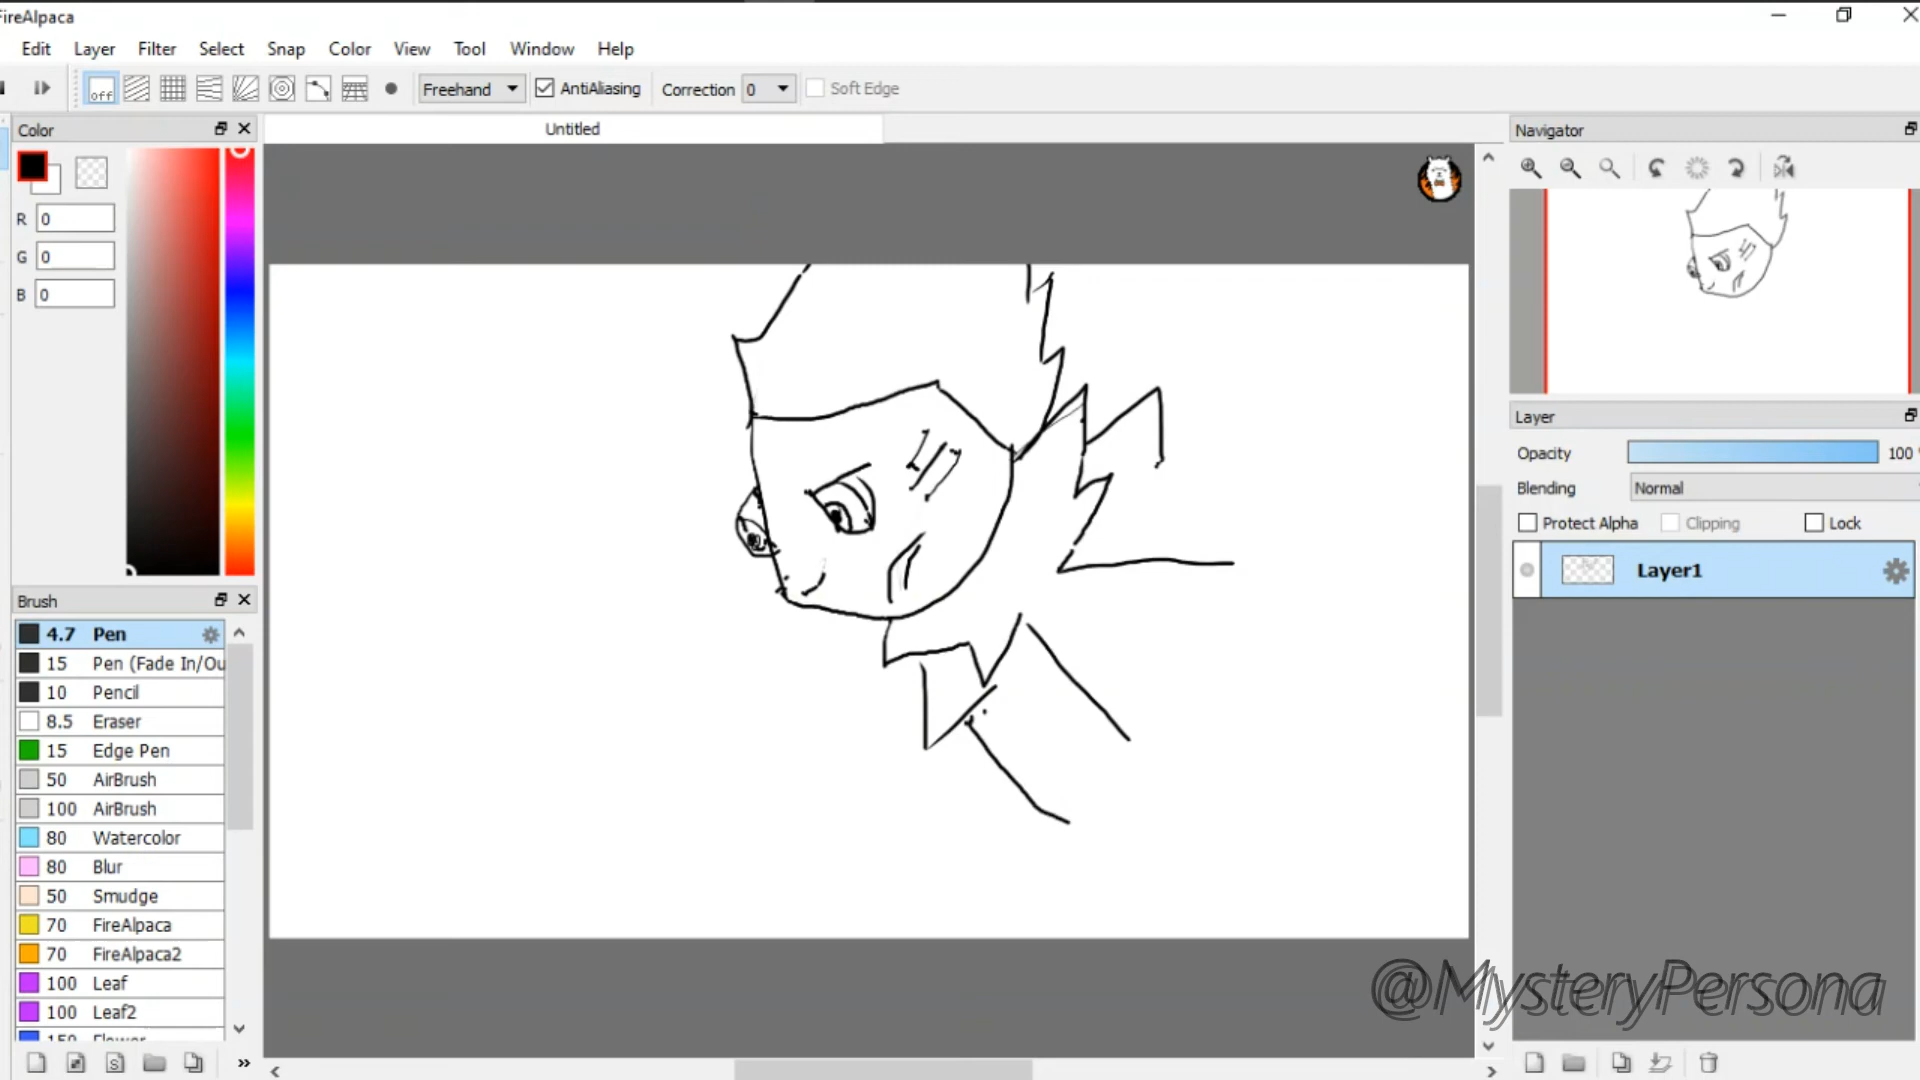 FireAlpaca
Edit Layer Filter Select Snap Color View Tool Window Help
off Freehand AntiAliasing Correction 0 Soft Edge
Color
Untitled
Navigator
R 0
G 0
B 0
Layer
Opacity 100
Blending Normal
Protect Alpha Clipping Lock
Layer1
Brush
4.7 Pen
15 Pen (Fade In/Ou
10 Pencil
8.5 Eraser
15 Edge Pen
50 AirBrush
100 AirBrush
80 Watercolor
80 Blur
50 Smudge
70 FireAlpaca
70 FireAlpaca2
100 Leaf
100 Leaf2
@MysteryPersona